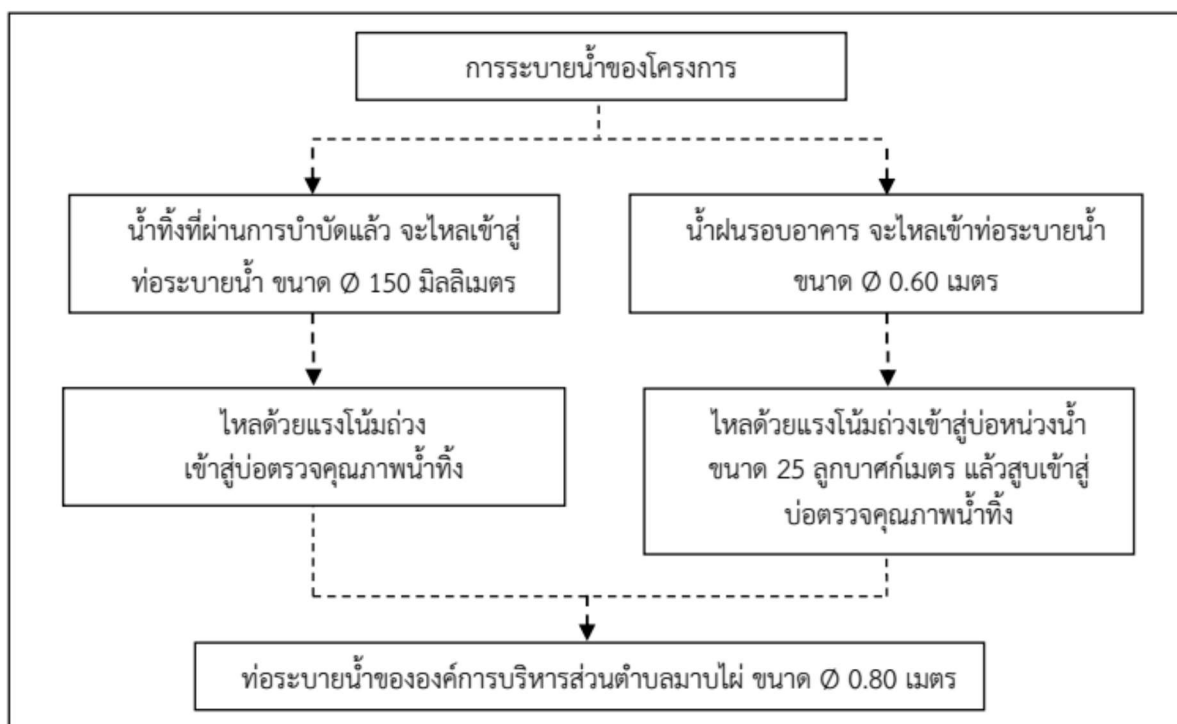 การระบายน้ำของโครงการ
น้ำทิ้งที่ผ่านการบำบัดแล้ว จะไหลเข้าสู่
ท่อระบายน้ำ ขนาด Ø 150 มิลลิเมตร
น้ำฝนรอบอาคาร จะไหลเข้าท่อระบายน้ำ
ขนาด Ø 0.60 เมตร
ไหลด้วยแรงโน้มถ่วง
เข้าสู่บ่อตรวจคุณภาพน้ำทิ้ง
ไหลด้วยแรงโน้มถ่วงเข้าสู่บ่อหน่วงน้ำ
ขนาด 25 ลูกบาศก์เมตร แล้วสูบเข้าสู่
บ่อตรวจคุณภาพน้ำทิ้ง
ท่อระบายน้ำขององค์การบริหารส่วนตำบลมาบไผ่ ขนาด Ø 0.80 เมตร